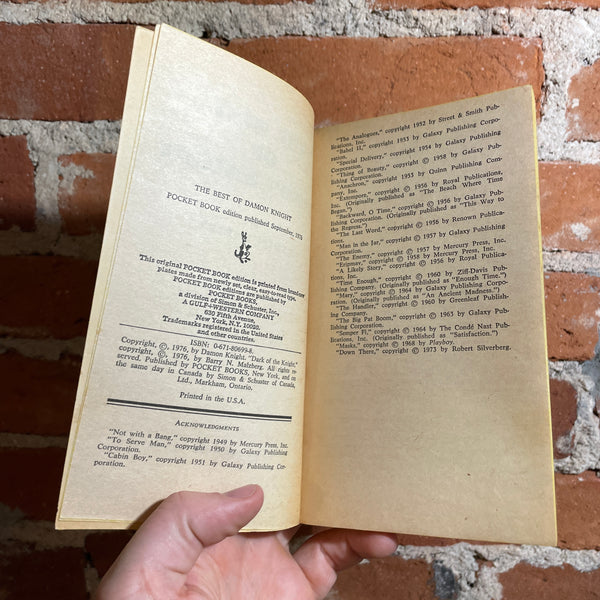 THE BEST OF DAMON KNIGHT
POCKET BOOK edition published September, 1976
This original POCKET BOOK edition is printed from brand-new
plates made from newly set, clear, easy-to-read type.
POCKET BOOK editions are published by
POCKET BOOKS,
a division of Simon & Schuster, Inc.,
A GULF+WESTERN COMPANY
630 Fifth Avenue,
New York, N.Y. 10020.
Trademarks registered in the United States
and other countries.
ISBN: 0-671-80699-8.
Copyright, ©, 1976, by Damon Knight. "Dark of the Knight,"
copyright, ©, 1976, by Barry N. Malzberg. All rights re-
served. Published by POCKET BOOKS, New York, and on
the same day in Canada by Simon & Schuster of Canada,
Ltd., Markham, Ontario.
Printed in the U.S.A.
ACKNOWLEDGMENTS
"Not with a Bang," copyright 1949 by Mercury Press, Inc.
"To Serve Man," copyright 1950 by Galaxy Publishing
Corporation.
"Cabin Boy," copyright 1951 by Galaxy Publishing Cor-
poration.
"The Analogues," copyright 1952 by Street & Smith Pub-
lications, Inc.
"Babel II," copyright 1953 by Galaxy Publishing Corpo-
ration.
"Special Delivery," copyright 1954 by Galaxy Publishing
Corporation.
"Thing of Beauty," copyright © 1958 by Galaxy Pub-
lishing Corporation.
"Anachron," copyright 1953 by Quinn Publishing Com-
pany, Inc.
"Extempore," copyright © 1956 by Royal Publications,
Inc. (Originally published as "The Beach Where Time
Began.")
"Backward, O Time," copyright © 1956 by Galaxy Pub-
lishing Corporation. (Originally published as "This Way to
the Regress.")
"The Last Word," copyright © 1956 by Renown Publica-
tions.
"Man in the Jar," copyright © 1957 by Galaxy Publishing
Corporation.
"The Enemy," copyright © 1957 by Mercury Press, Inc.
"Eripmav," copyright © 1958 by Mercury Press, Inc.
"A Likely Story," copyright © 1956 by Royal Publica-
tions, Inc.
"Time Enough," copyright © 1960 by Ziff-Davis Pub-
lishing Company. (Originally published as "Enough Time.")
"Mary," copyright © 1964 by Galaxy Publishing Corpora-
tion. (Originally published as "An Ancient Madness.")
"The Handler," copyright © 1960 by Greenleaf Publish-
ing Company.
"The Big Pat Boom," copyright © 1963 by Galaxy Publish-
ing Corporation.
"Semper Fi," copyright © 1964 by The Condé Nast Publi-
cations, Inc. (Originally published as "Satisfaction.")
"Masks," copyright © 1968 by Playboy.
"Down There," copyright © 1973 by Robert Silverberg.